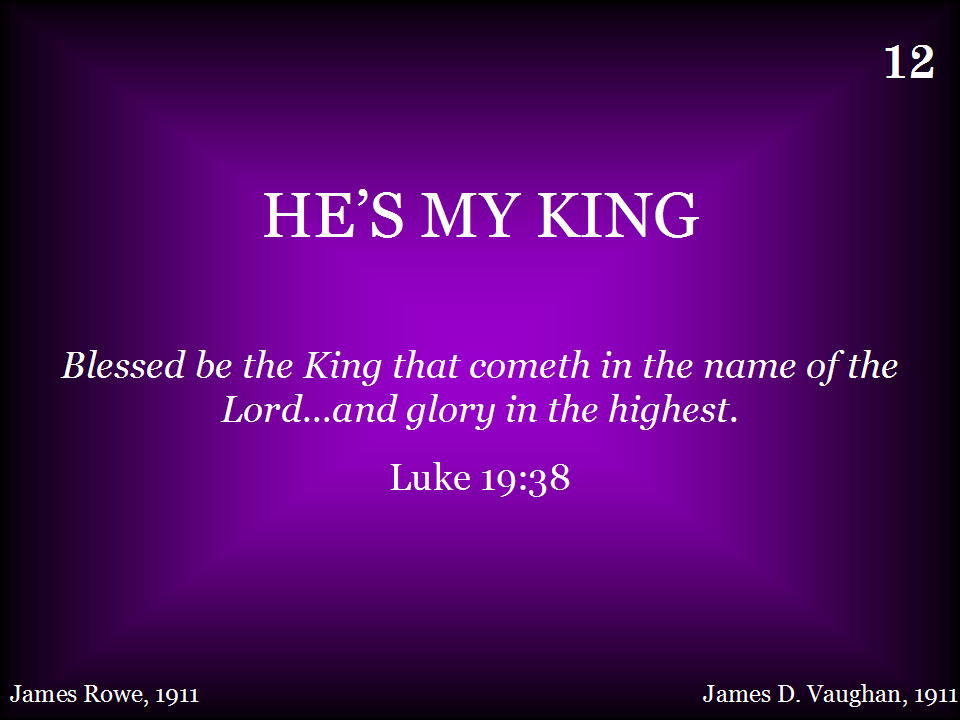 12
HE’S MY KING
Blessed be the King that cometh in the name of the
Lord…and glory in the highest.
Luke 19:38
James Rowe, 1911
James D. Vaughan, 1911